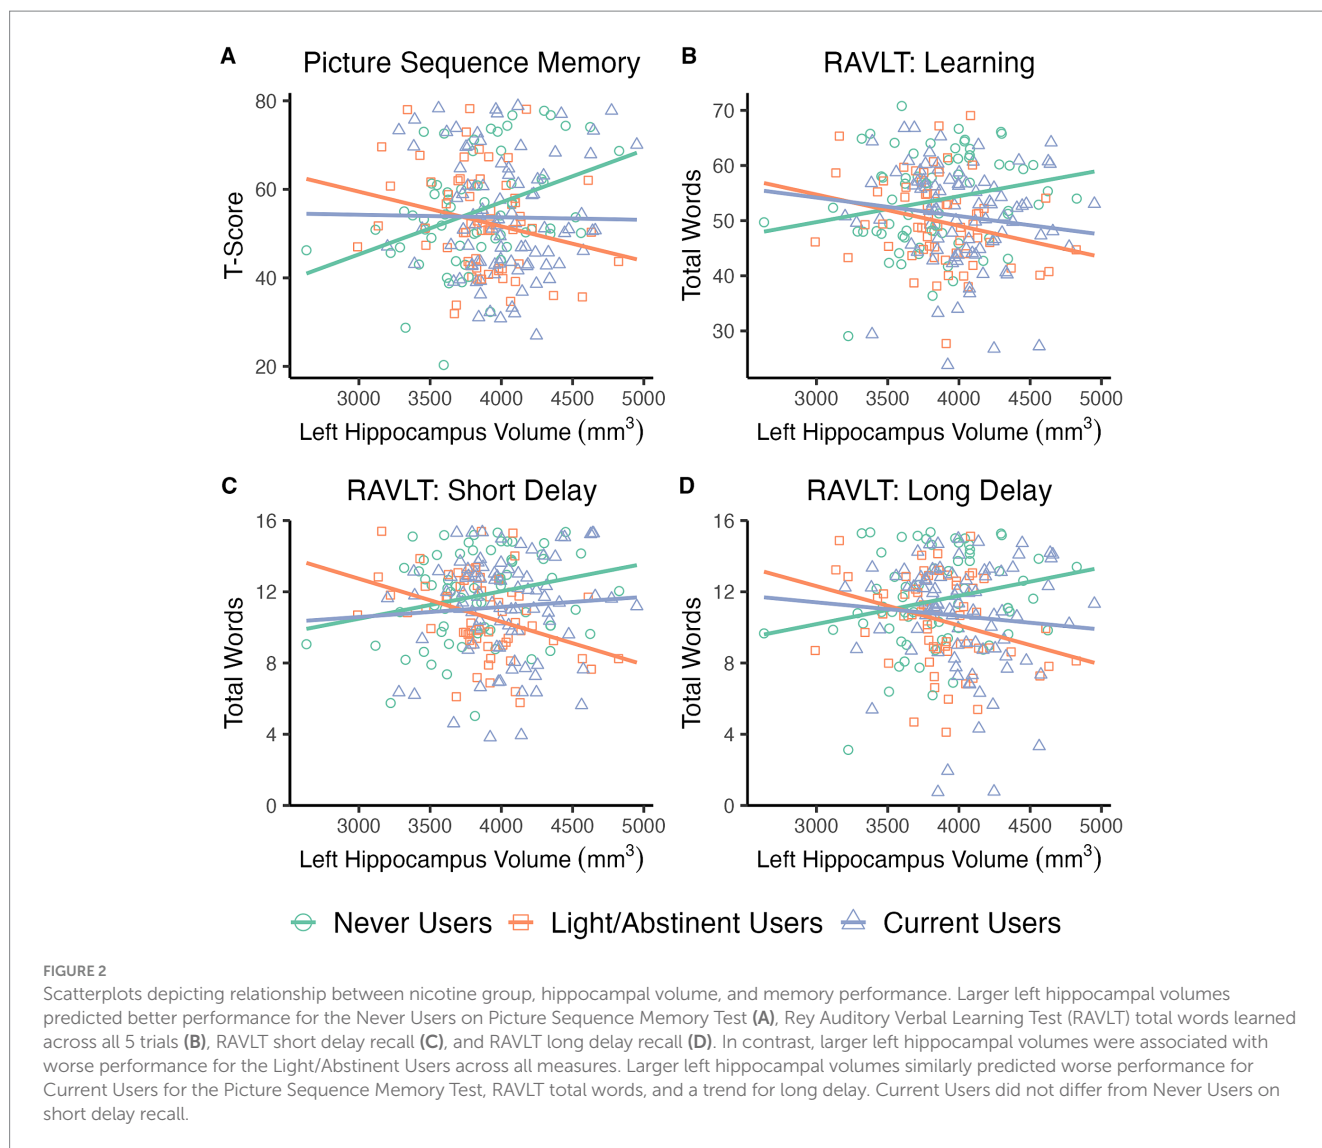 A Picture Sequence Memory
80
60
40
20
T-Score
3000 3500 4000 4500 5000
Left Hippocampus Volume (mm³)
B RAVLT: Learning
70
60
50
40
30
Total Words
3000 3500 4000 4500 5000
Left Hippocampus Volume (mm³)
C RAVLT: Short Delay
16
12
8
4
0
Total Words
3000 3500 4000 4500 5000
Left Hippocampus Volume (mm³)
D RAVLT: Long Delay
16
12
8
4
0
Total Words
3000 3500 4000 4500 5000
Left Hippocampus Volume (mm³)
Never Users Light/Abstinent Users Current Users
FIGURE 2
Scatterplots depicting relationship between nicotine group, hippocampal volume, and memory performance. Larger left hippocampal volumes
predicted better performance for the Never Users on Picture Sequence Memory Test (A), Rey Auditory Verbal Learning Test (RAVLT) total words learned
across all 5 trials (B), RAVLT short delay recall (C), and RAVLT long delay recall (D). In contrast, larger left hippocampal volumes were associated with
worse performance for the Light/Abstinent Users across all measures. Larger left hippocampal volumes similarly predicted worse performance for
Current Users for the Picture Sequence Memory Test, RAVLT total words, and a trend for long delay. Current Users did not differ from Never Users on
short delay recall.